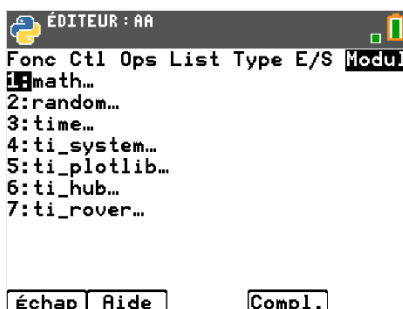 ÉDITEUR : AA
Fonc Ctl Ops List Type E/S Modul
1:math…
2:random…
3:time…
4:ti_system…
5:ti_plotlib…
6:ti_hub…
7:ti_rover…
Échap Aide Compl.